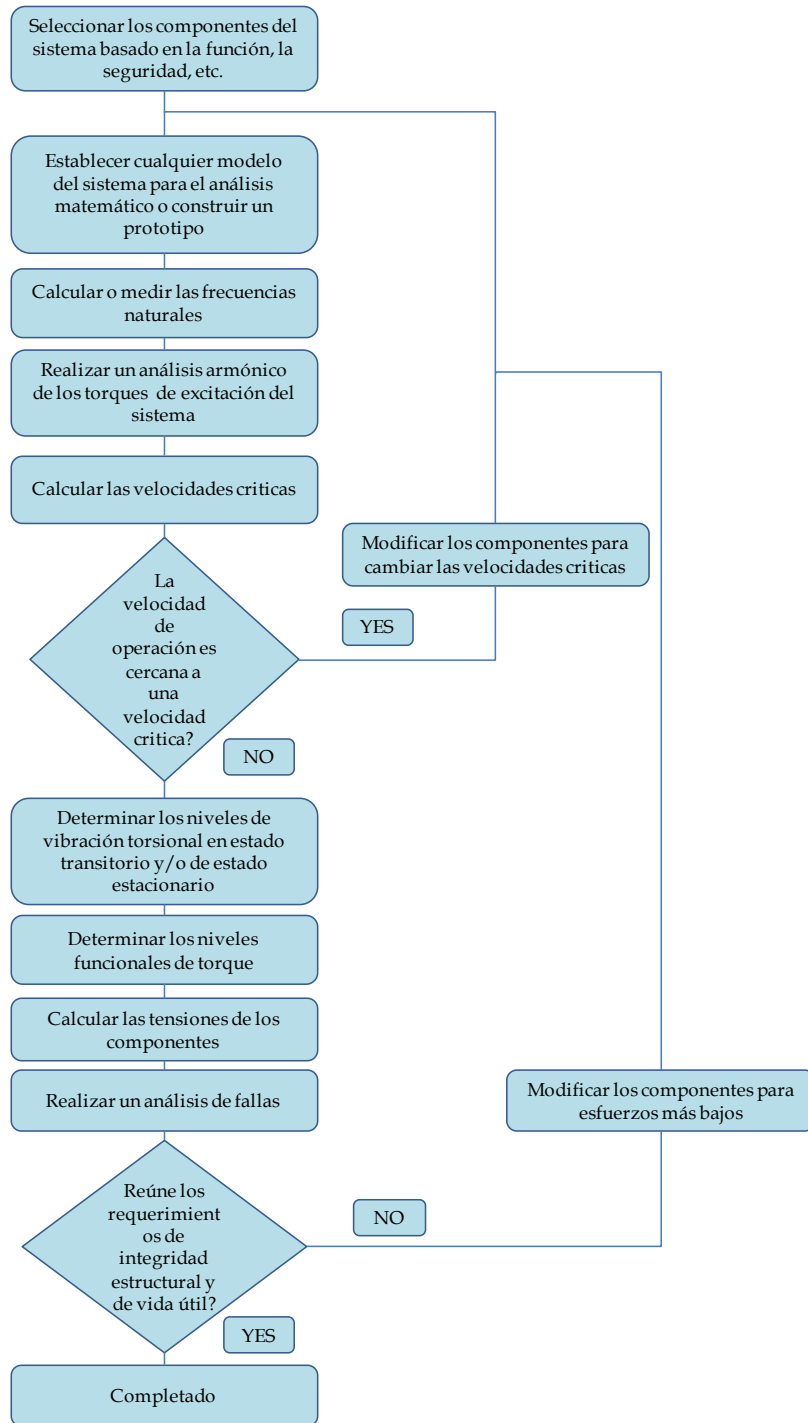 Seleccionar los componentes del
sistema basado en la función, la
seguridad, etc.
Establecer cualquier modelo
del sistema para el análisis
matemático o construir un
prototipo
Calcular o medir las frecuencias
naturales
Realizar un análisis armónico
de los torques de excitación del
sistema
Calcular las velocidades criticas
Modificar los componentes para
cambiar las velocidades criticas
La
velocidad
de
operación es
cercana a
una
velocidad
critica?
YES
NO
Determinar los niveles de
vibración torsional en estado
transitorio y/o de estado
estacionario
Determinar los niveles
funcionales de torque
Calcular las tensiones de los
componentes
Realizar un análisis de fallas
Modificar los componentes para
esfuerzos más bajos
Reúne los
requerimient
os de
integridad
estructural y
de vida útil?
NO
YES
Completado